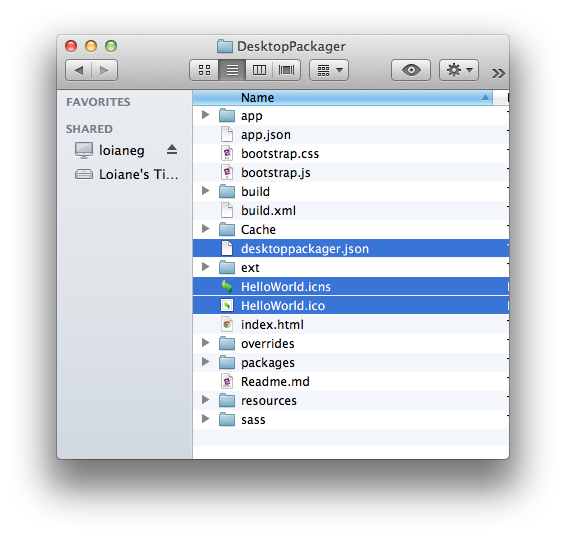 DesktopPackager
FAVORITES
SHARED
loianeg
Loiane's Ti...
Name
app
app.json
bootstrap.css
bootstrap.js
build
build.xml
Cache
desktoppackager.json
ext
HelloWorld.icns
HelloWorld.ico
index.html
overrides
packages
Readme.md
resources
sass